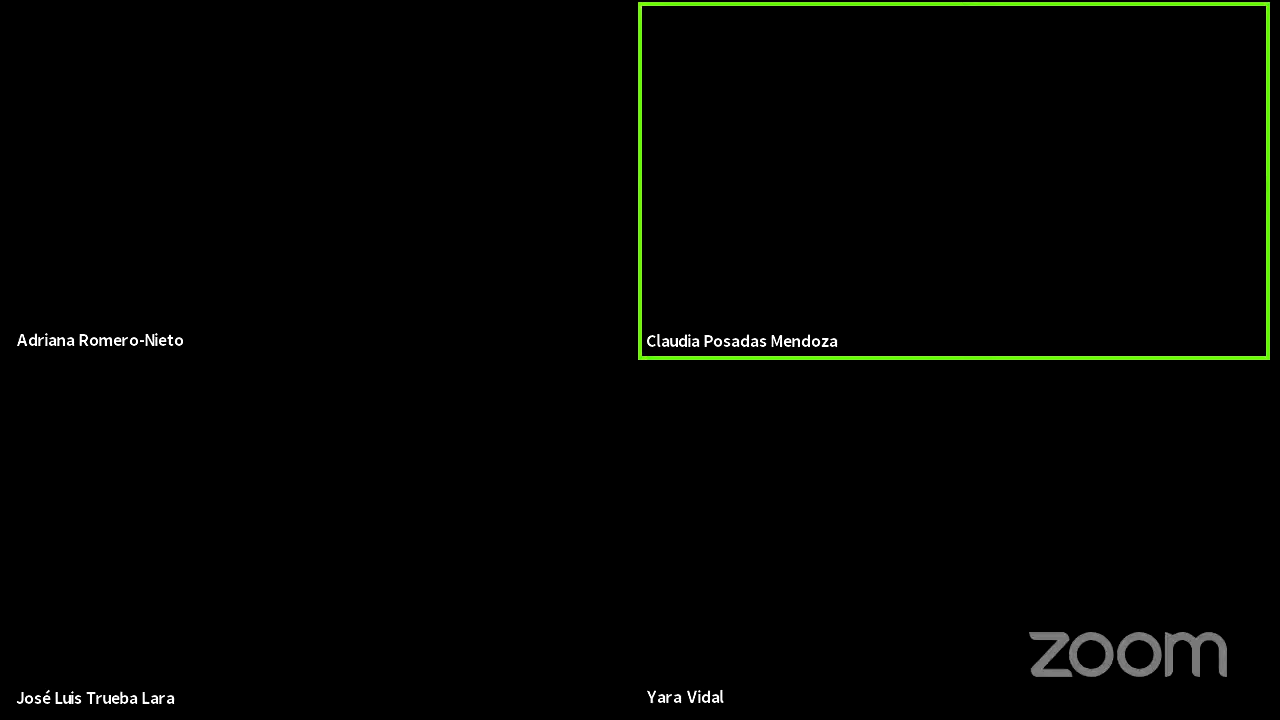 Adriana Romero-Nieto
Claudia Posadas Mendoza
José Luis Trueba Lara
Yara Vidal
zoom